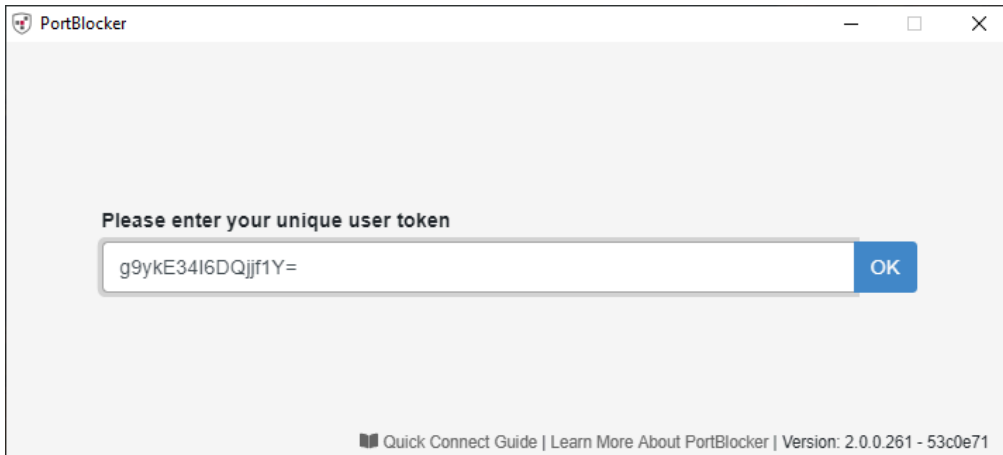 PortBlocker
Please enter your unique user token
g9ykE34I6DQjjf1Y=
OK
Quick Connect Guide | Learn More About PortBlocker | Version: 2.0.0.261 - 53c0e71